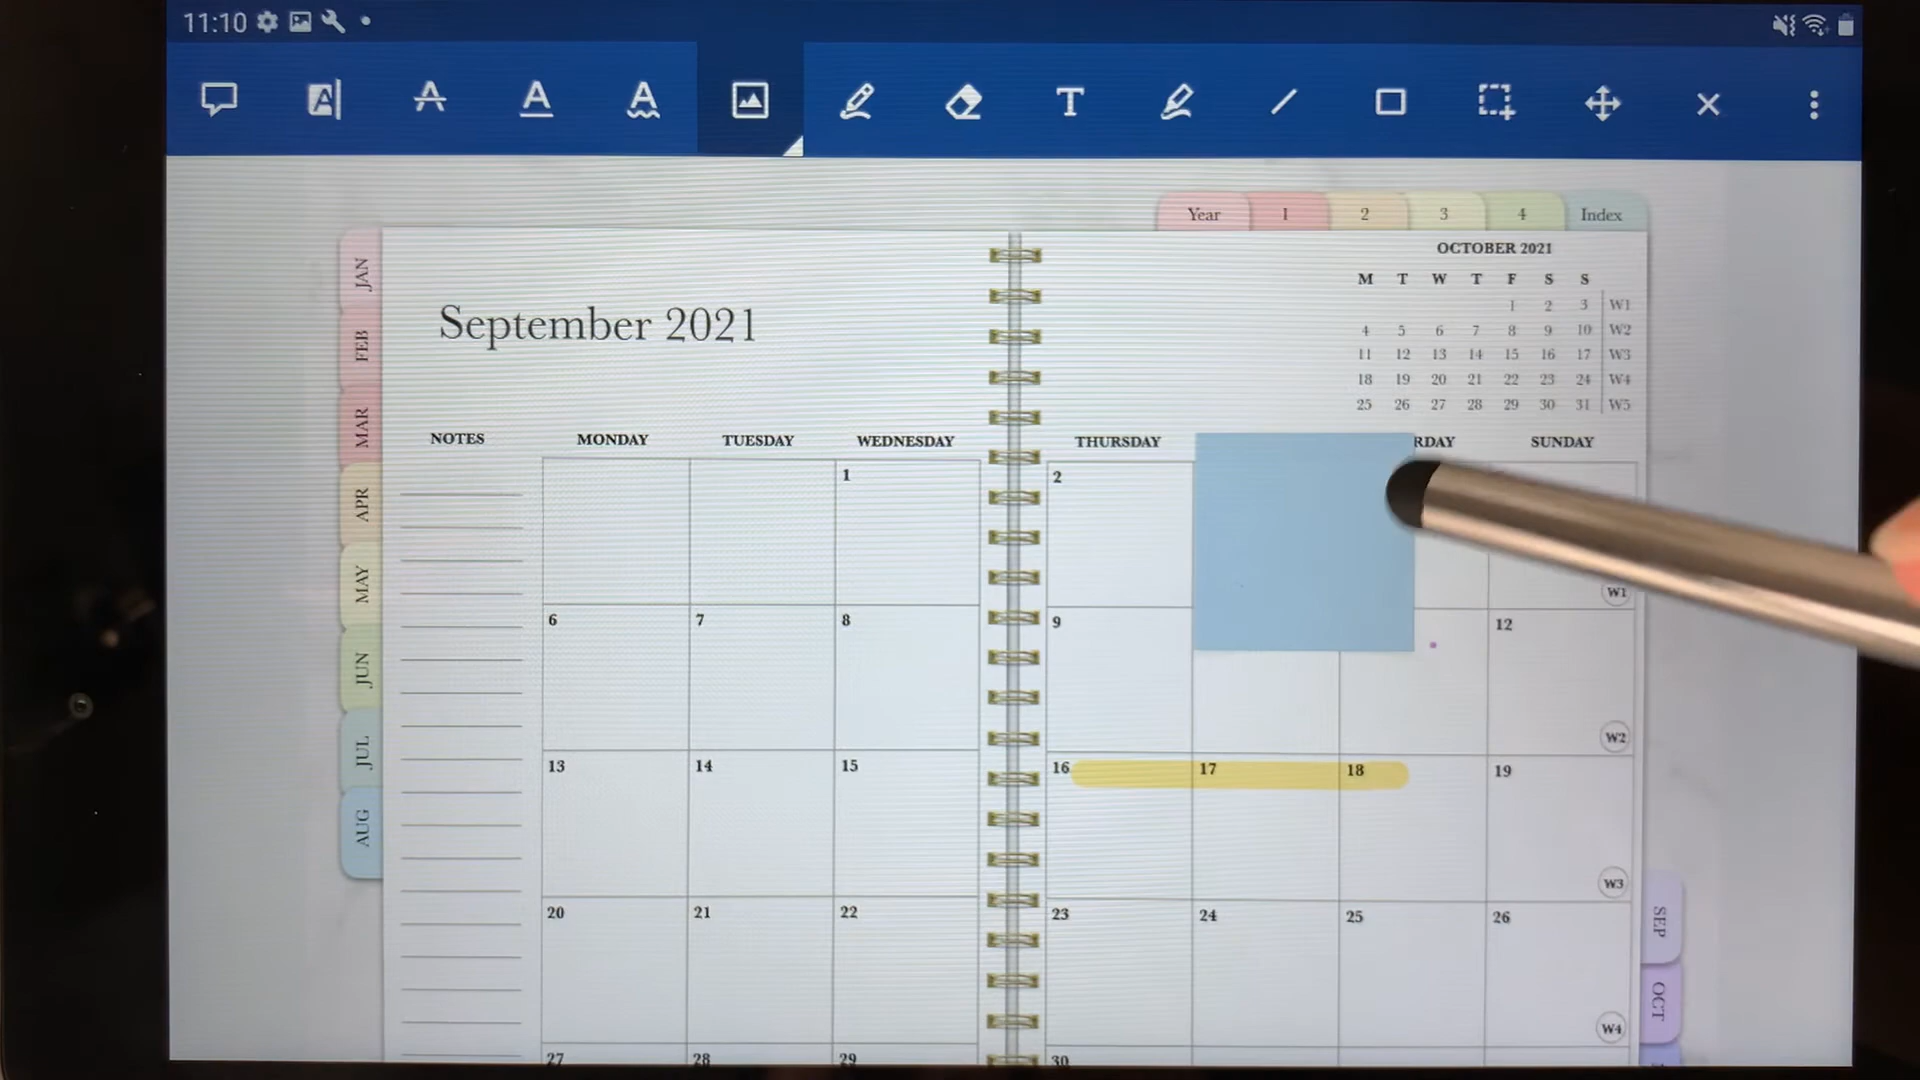 11:10
A A A A T
Year 1 2 3 4 Index
OCTOBER 2021
M T W T F S S
1 2 3 W1
4 5 6 7 8 9 10 W2
11 12 13 14 15 16 17 W3
18 19 20 21 22 23 24 W4
25 26 27 28 29 30 31 W5
September 2021
JAN
FEB
MAR
APR
MAY
JUN
JUL
AUG
NOTES MONDAY TUESDAY WEDNESDAY THURSDAY RDAY SUNDAY
1 2
W1
6 7 8 9 12
W2
13 14 15 16 17 18 19
W3
20 21 22 23 24 25 26
W4
27 28 29 30
SEP
OCT